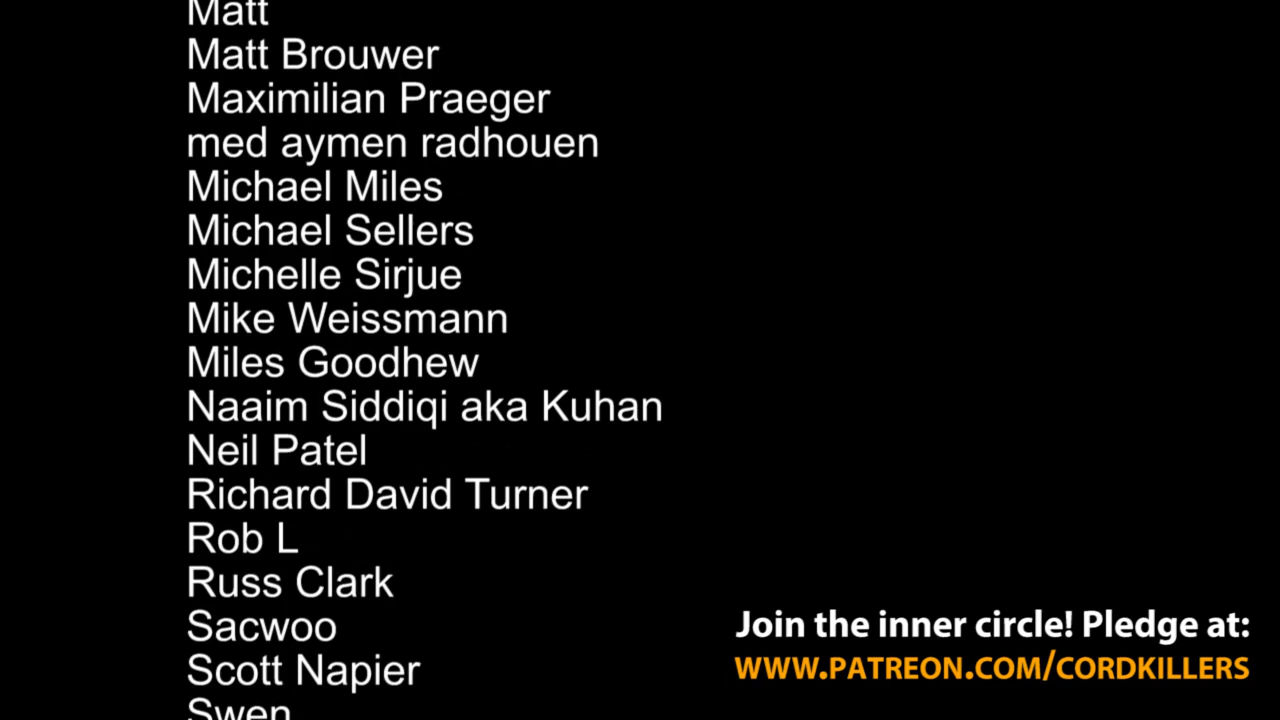 Matt
Matt Brouwer
Maximilian Praeger
med aymen radhouen
Michael Miles
Michael Sellers
Michelle Sirjue
Mike Weissmann
Miles Goodhew
Naaim Siddiqi aka Kuhan
Neil Patel
Richard David Turner
Rob L
Russ Clark
Sacwoo
Scott Napier
Swen
Join the inner circle! Pledge at:
WWW.PATREON.COM/CORDKILLERS